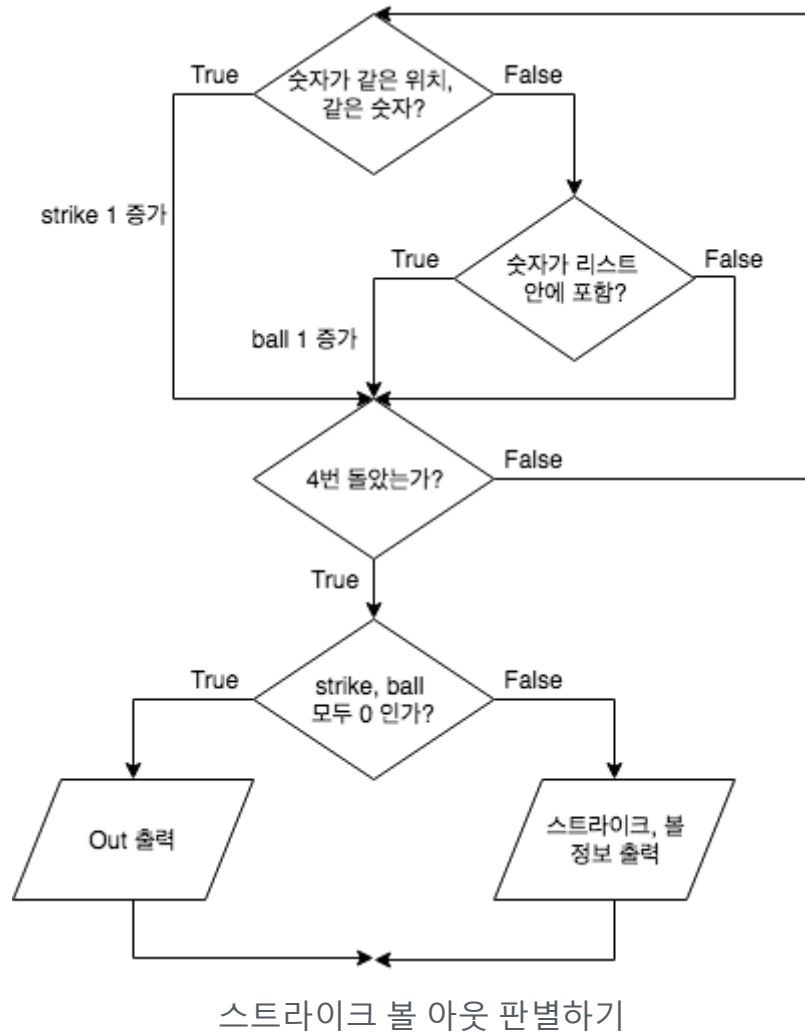 True
숫자가 같은 위치,
같은 숫자?
False
strike 1 증가
True
숫자가 리스트
안에 포함?
False
ball 1 증가
4번 돌았는가?
False
True
True
strike, ball
모두 0 인가?
False
Out 출력
스트라이크, 볼
정보 출력
스트라이크 볼 아웃 판별하기